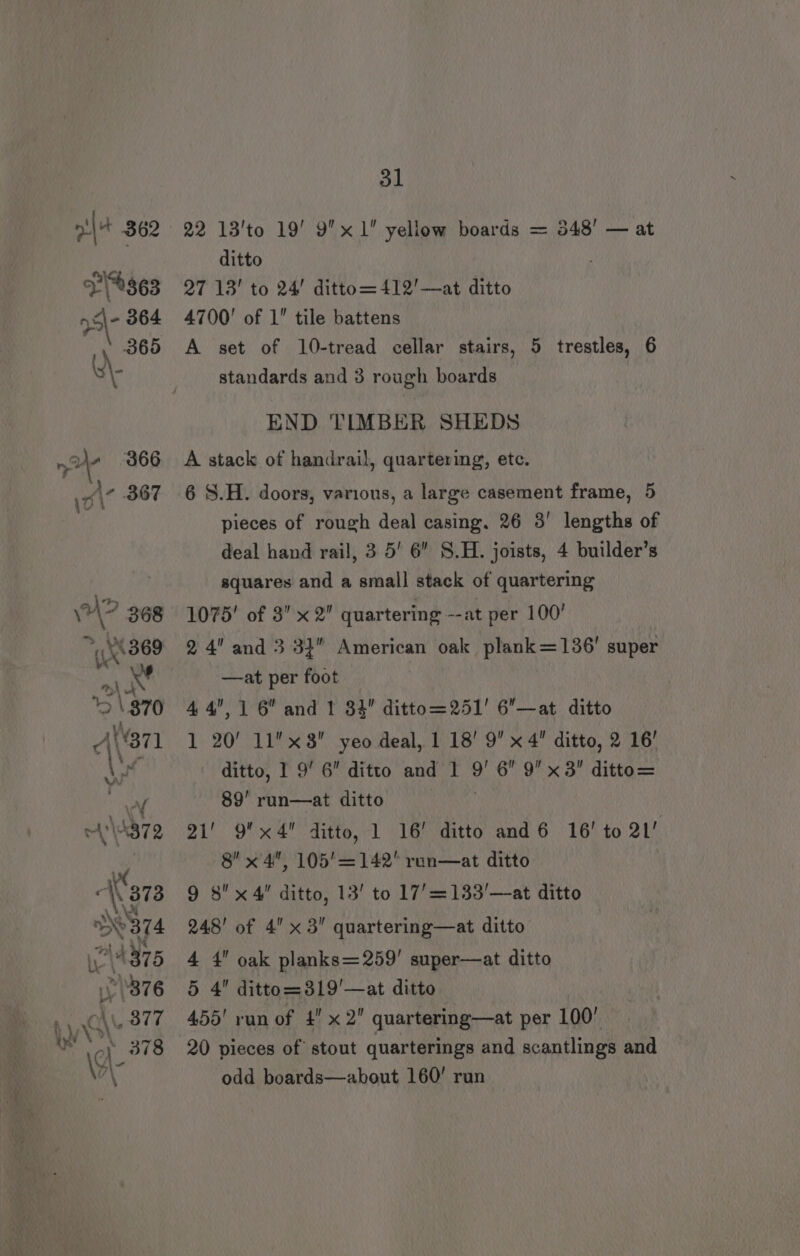 31
362 22 13'to 19' 9" x 1" yellow boards = 348' — at
ditto
363 27 13' to 24' ditto=412'—at ditto
364 4700' of 1" tile battens
365 A set of 10-tread cellar stairs, 5 trestles, 6
standards and 3 rough boards
END TIMBER SHEDS
366 A stack of handrail, quartering, etc.
367 6 S.H. doors, various, a large casement frame, 5
pieces of rough deal casing. 26 3' lengths of
deal hand rail, 3 5' 6" S.H. joists, 4 builder's
squares and a small stack of quartering
368 1075' of 3" x 2" quartering --at per 100'
369 2 4" and 3 3½" American oak plank=136' super
—at per foot
370 4 4", 1 6" and 1 3½" ditto=251' 6"—at ditto
371 1 20' 11" x 3" yeo deal, 1 18' 9" x 4" ditto, 2 16'
ditto, 1 9' 6" ditto and 1 9' 6" 9" x 3" ditto=
89' run—at ditto
372 21' 9" x 4" ditto, 1 16' ditto and 6 16' to 21'
8" x 4", 105'=142' run—at ditto
373 9 8" x 4" ditto, 13' to 17'=133'—at ditto
374 248' of 4" x 3" quartering—at ditto
375 4 4" oak planks=259' super—at ditto
376 5 4" ditto=319'—at ditto
377 455' run of 4" x 2" quartering—at per 100'
378 20 pieces of stout quarterings and scantlings and
odd boards—about 160' run